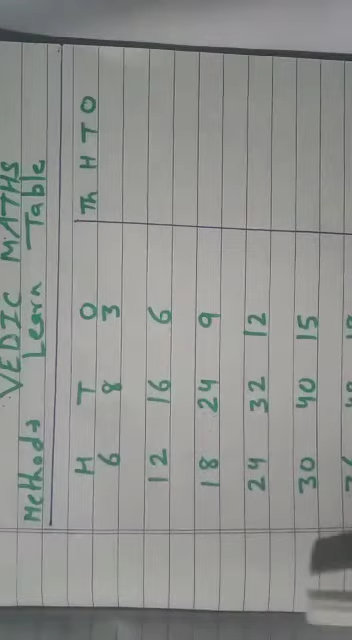 VEDIC MATHS
Method→ Learn Table
H T O Th H T O
6 8 3
12 16 6
18 24 9
24 32 12
30 40 15